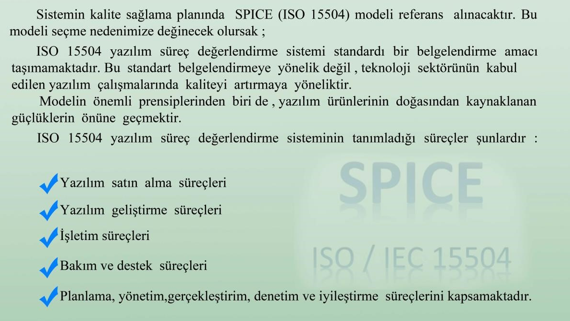 Sistemin kalite sağlama planında SPICE (ISO 15504) modeli referans alınacaktır. Bu
modeli seçme nedenimize değinecek olursak ;
ISO 15504 yazılım süreç değerlendirme sistemi standardı bir belgelendirme amacı
taşımamaktadır. Bu standart belgelendirmeye yönelik değil , teknoloji sektörünün kabul
edilen yazılım çalışmalarında kaliteyi artırmaya yöneliktir.
Modelin önemli prensiplerinden biri de , yazılım ürünlerinin doğasından kaynaklanan
güçlüklerin önüne geçmektir.
ISO 15504 yazılım süreç değerlendirme sisteminin tanımladığı süreçler şunlardır :
Yazılım satın alma süreçleri
Yazılım geliştirme süreçleri
İşletim süreçleri
Bakım ve destek süreçleri
Planlama, yönetim,gerçekleştirim, denetim ve iyileştirme süreçlerini kapsamaktadır.
SPICE
ISO / IEC 15504